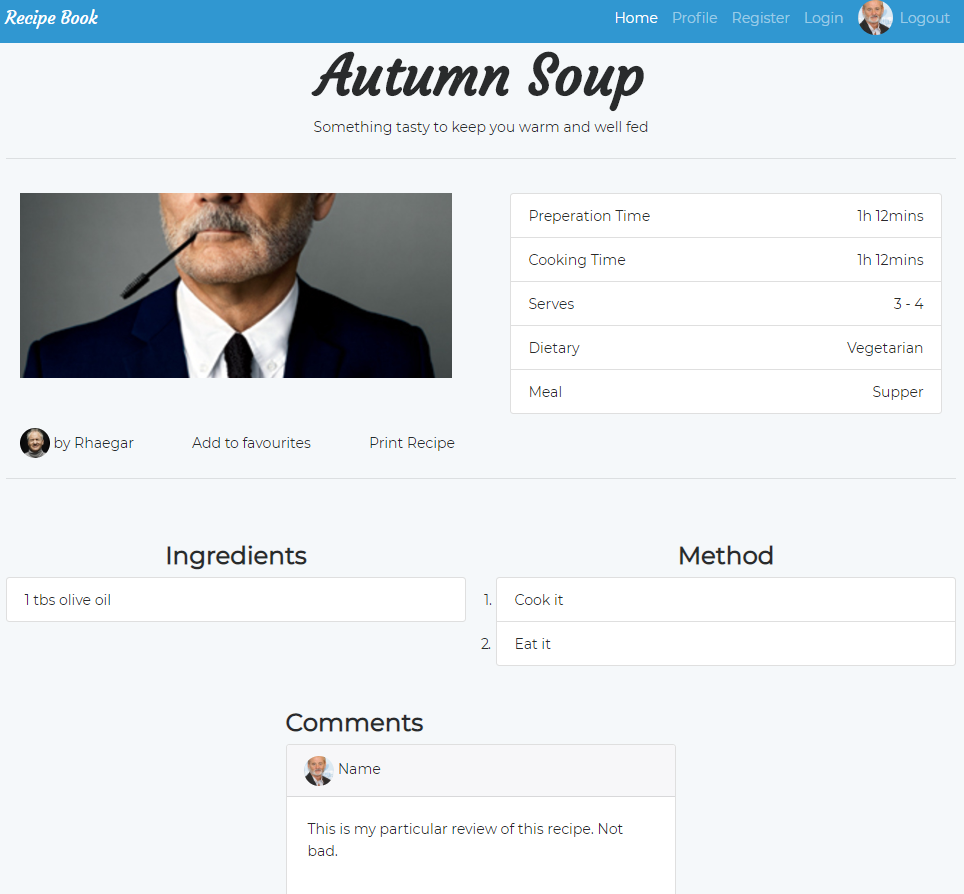 Recipe Book
Home Profile Register Login Logout
Autumn Soup
Something tasty to keep you warm and well fed
Preperation Time 1h 12mins
Cooking Time 1h 12mins
Serves 3 - 4
Dietary Vegetarian
Meal Supper
by Rhaegar Add to favourites Print Recipe
Ingredients
1 tbs olive oil
Method
1. Cook it
2. Eat it
Comments
Name
This is my particular review of this recipe. Not
bad.